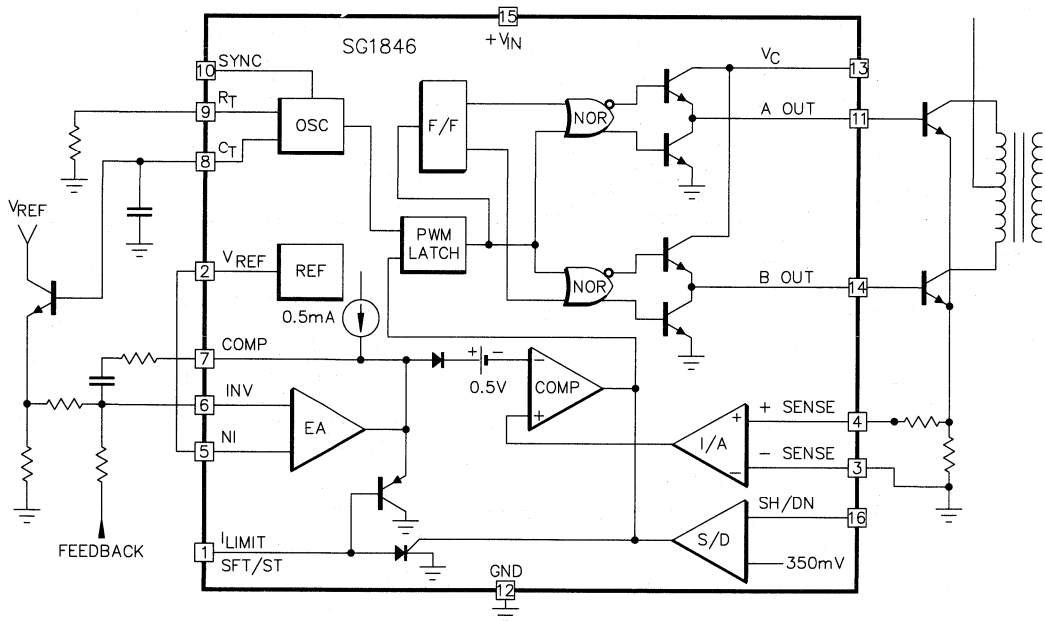 15
+VIN
SG1846
10 SYNC
VC
13
9 RT
OSC
F/F
NOR
A OUT
11
8 CT
VREF
PWM
LATCH
2 VREF
REF
NOR
B OUT
14
0.5mA
7 COMP
+ −
0.5V
−
COMP
+
6 INV
EA
5 NI
+
I/A
−
+ SENSE
4
− SENSE
3
SH/DN
16
S/D
350mV
FEEDBACK
1 ILIMIT
SFT/ST
GND
12